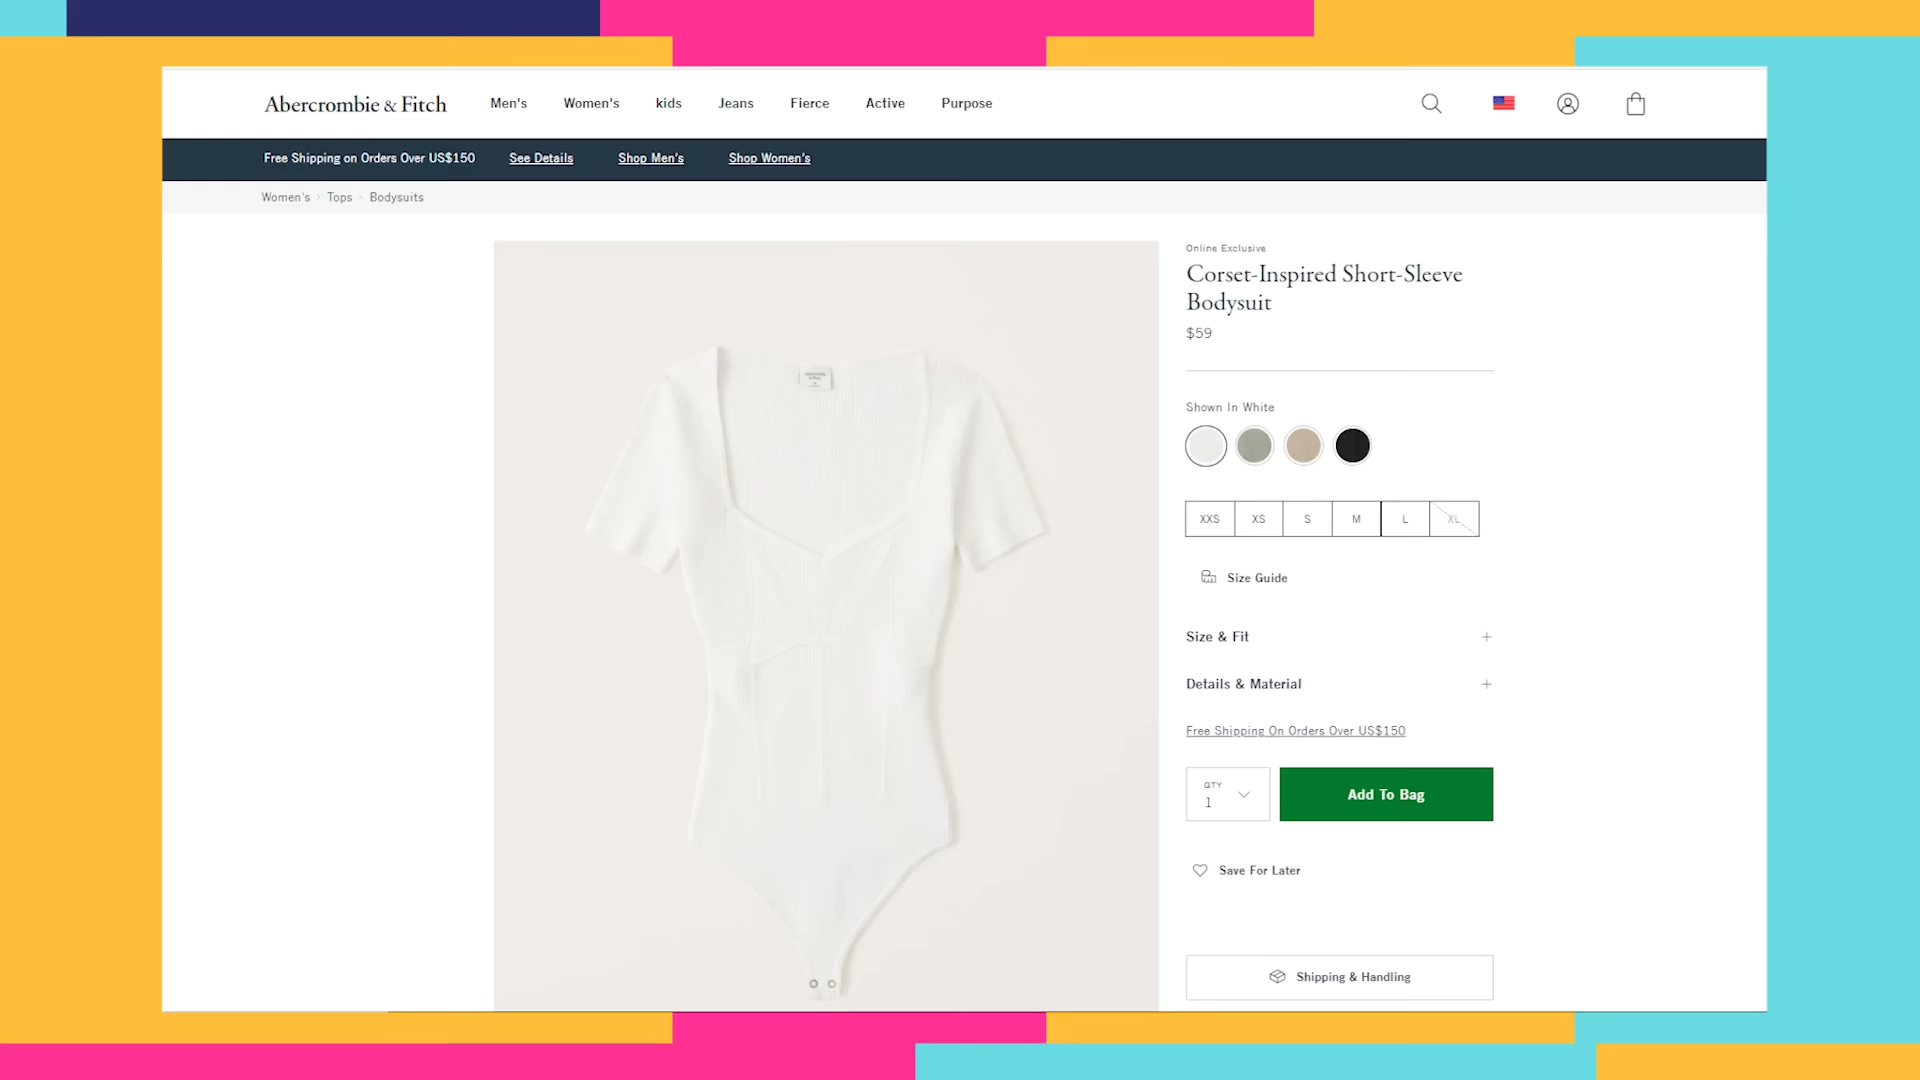 Abercrombie & Fitch Men's Women's kids Jeans Fierce Active Purpose
Free Shipping on Orders Over US$150 See Details Shop Men's Shop Women's
Women's › Tops › Bodysuits
Online Exclusive
Corset-Inspired Short-Sleeve
Bodysuit
$59
Shown In White
XXS XS S M L XL
Size Guide
Size & Fit
Details & Material
Free Shipping On Orders Over US$150
QTY
1
Add To Bag
Save For Later
Shipping & Handling